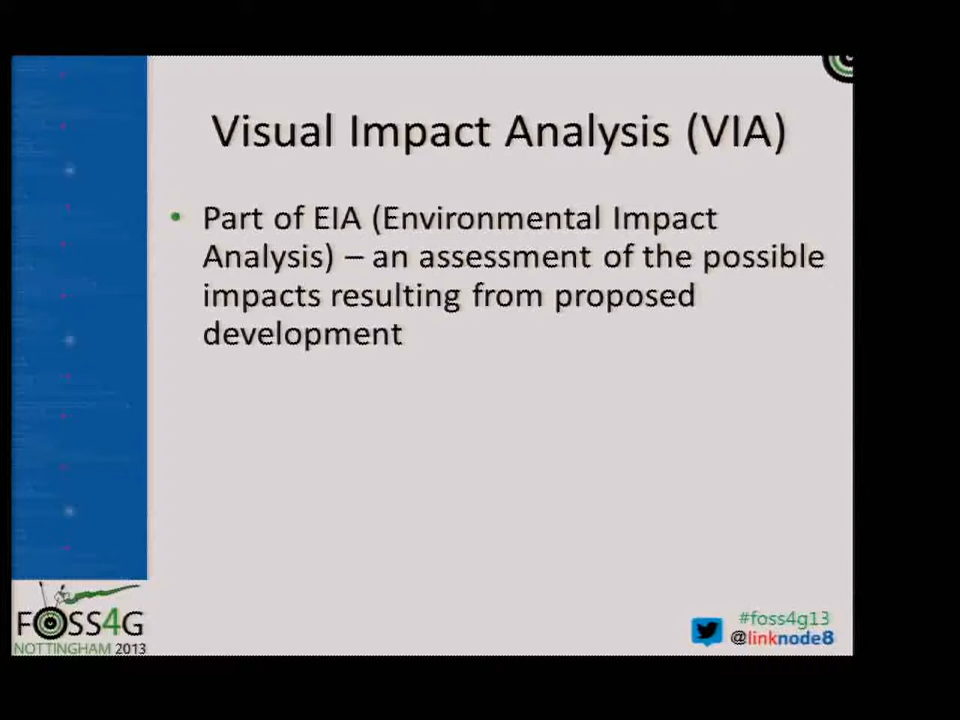 Visual Impact Analysis (VIA)
• Part of EIA (Environmental Impact
Analysis) – an assessment of the possible
impacts resulting from proposed
development
FOSS4G
NOTTINGHAM 2013
#foss4g13
@linknode8